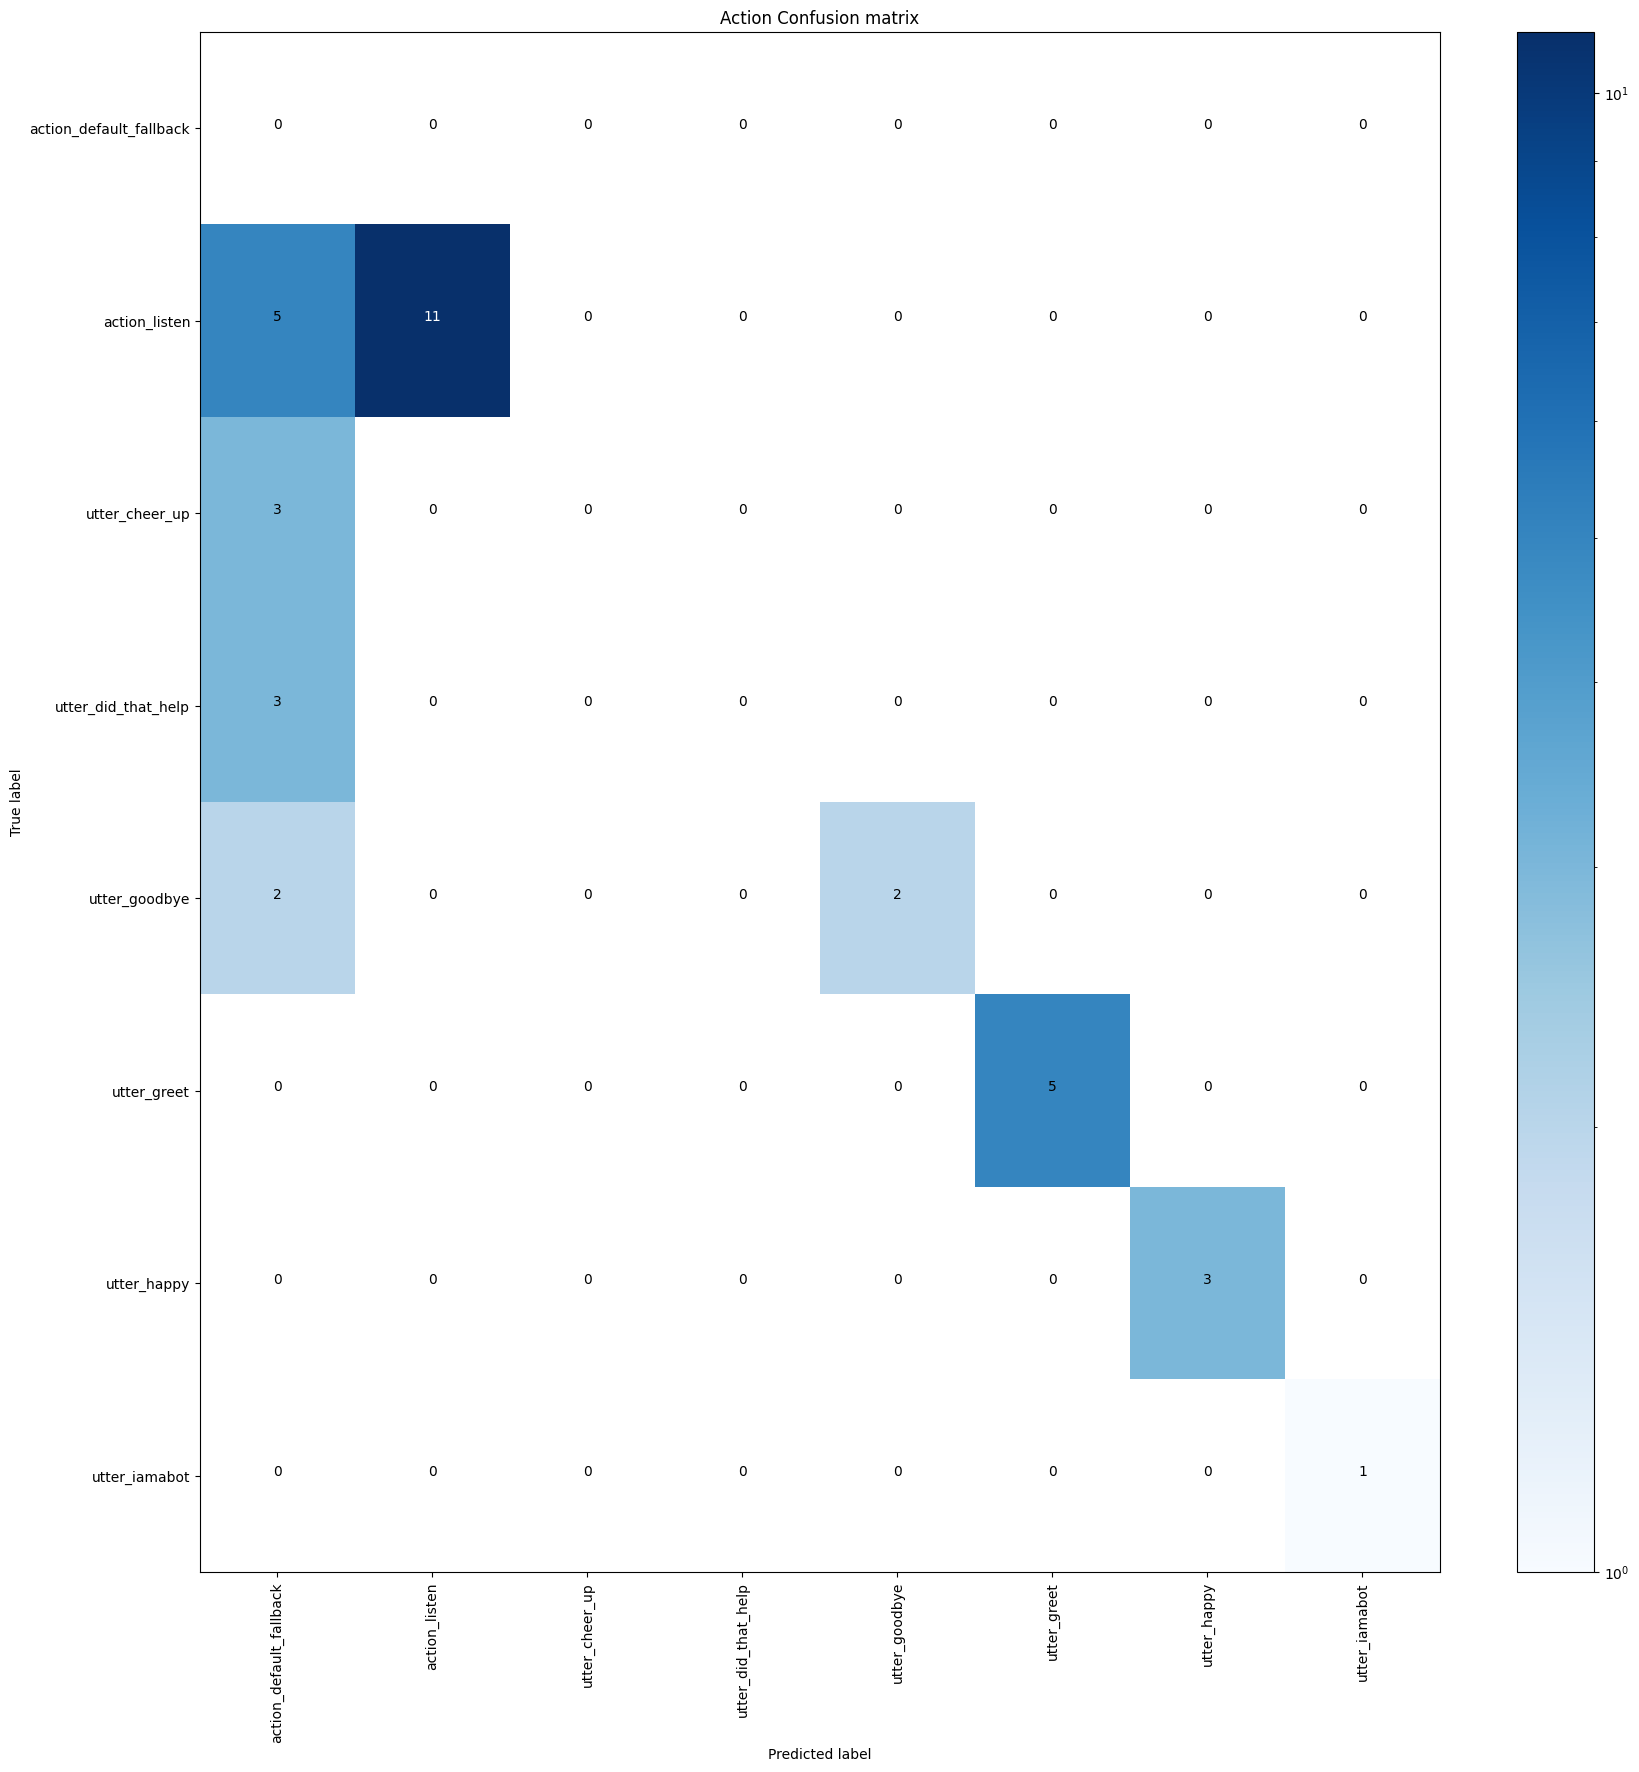 Action Confusion matrix
action_default_fallback 0 0 0 0 0 0 0 0
action_listen 5 11 0 0 0 0 0 0
utter_cheer_up 3 0 0 0 0 0 0 0
utter_did_that_help 3 0 0 0 0 0 0 0
utter_goodbye 2 0 0 0 2 0 0 0
utter_greet 0 0 0 0 0 5 0 0
utter_happy 0 0 0 0 0 0 3 0
utter_iamabot 0 0 0 0 0 0 0 1
True label
action_default_fallback
action_listen
utter_cheer_up
utter_did_that_help
utter_goodbye
utter_greet
utter_happy
utter_iamabot
Predicted label
10¹
10⁰